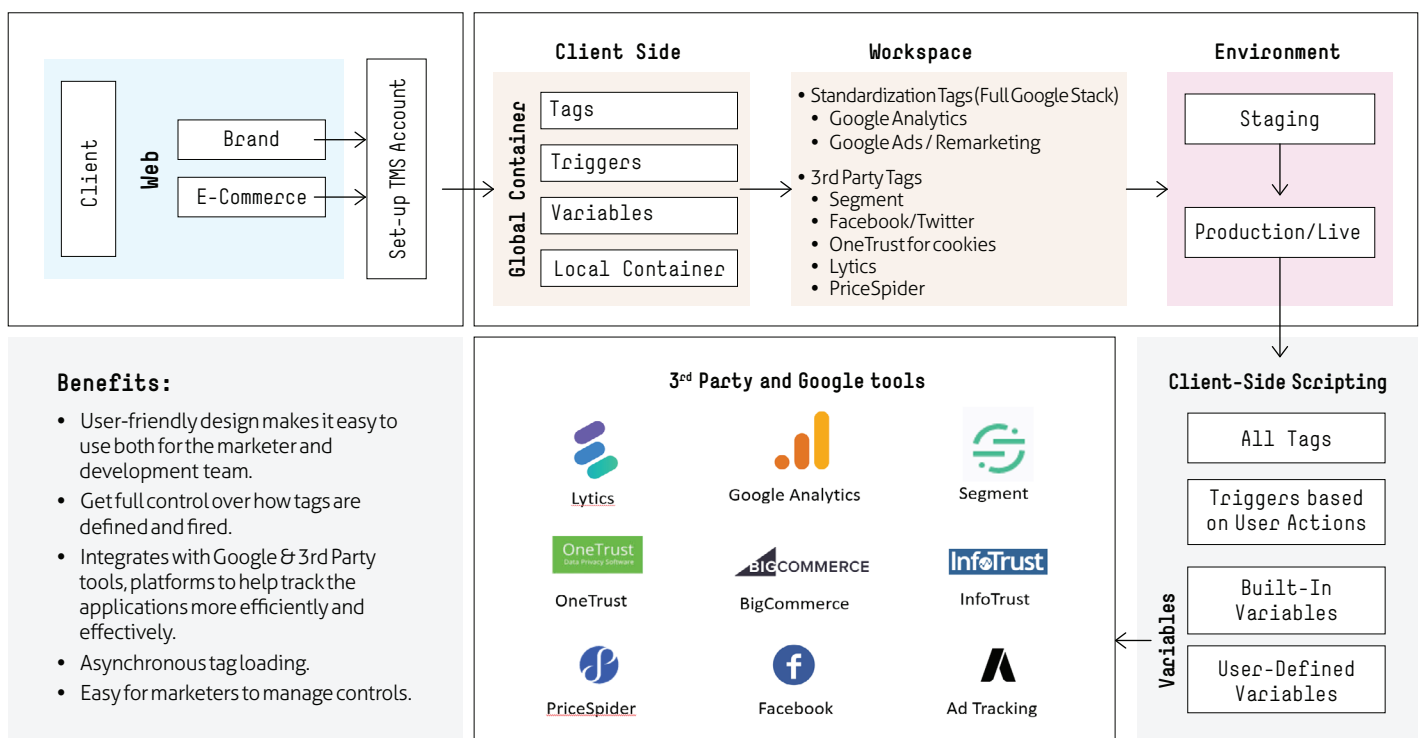 Client
Web
Brand
E-Commerce
Set-up TMS Account
Client Side
Global Container
Tags
Triggers
Variables
Local Container
Workspace
• Standardization Tags (Full Google Stack)
• Google Analytics
• Google Ads / Remarketing
• 3rd Party Tags
• Segment
• Facebook/Twitter
• OneTrust for cookies
• Lytics
• PriceSpider
Environment
Staging
Production/Live
Benefits:
• User-friendly design makes it easy to
use both for the marketer and
development team.
• Get full control over how tags are
defined and fired.
• Integrates with Google & 3rd Party
tools, platforms to help track the
applications more efficiently and
effectively.
• Asynchronous tag loading.
• Easy for marketers to manage controls.
3rd Party and Google tools
Lytics
Google Analytics
Segment
OneTrust
Data Privacy Software
OneTrust
BIGCOMMERCE
BigCommerce
InfoTrust
InfoTrust
PriceSpider
f
Facebook
Ad Tracking
Client-Side Scripting
All Tags
Triggers based
on User Actions
Variables
Built-In
Variables
User-Defined
Variables